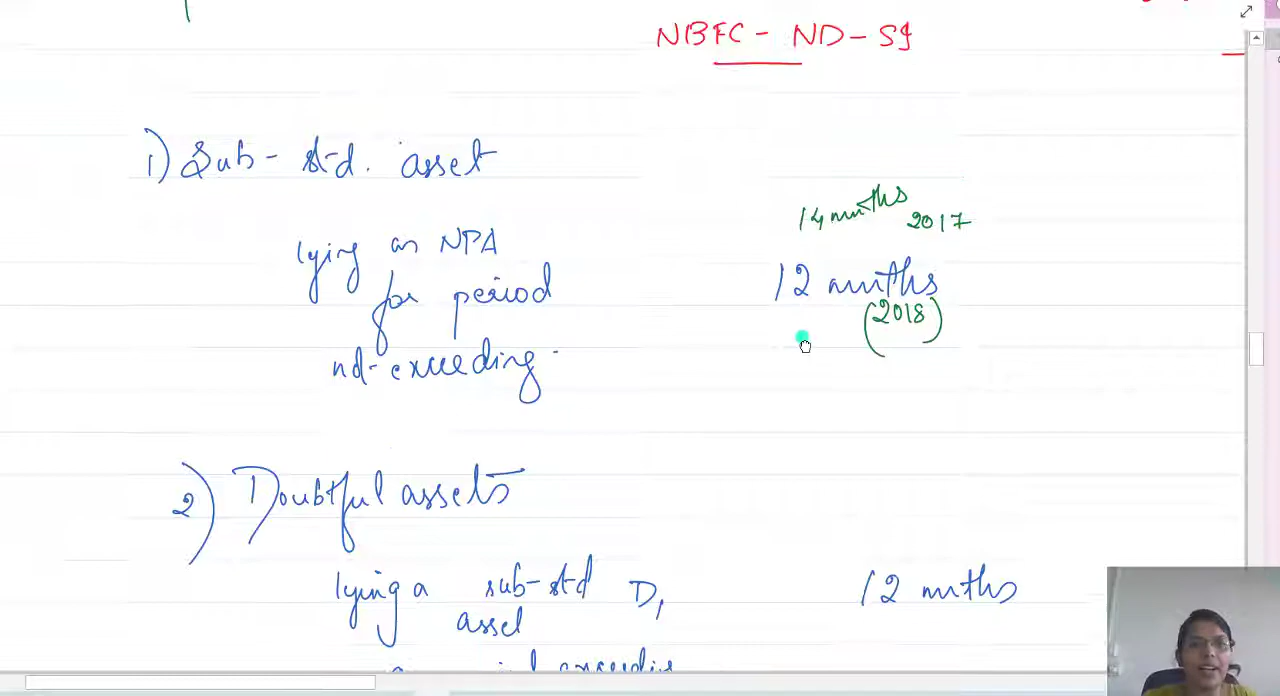 NBFC - ND - SI
1) Sub - std. asset
14 mnths 2017
lying as NPA
12 mnths
for period
(2018)
not-exceeding
2) Doubtful assets
lying a sub-std D1 12 mnths
asset